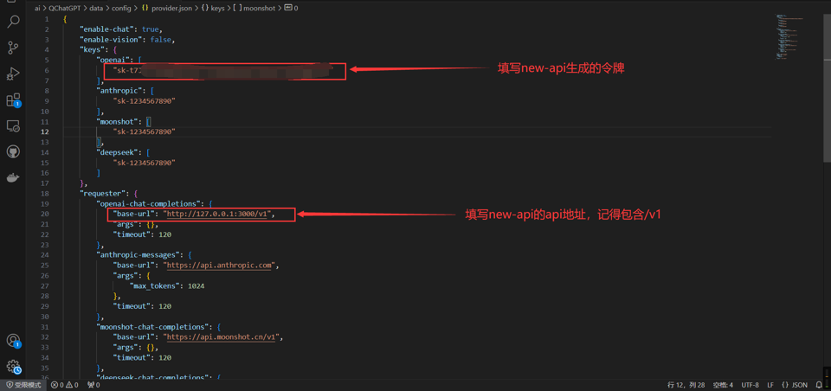 ai > QChatGPT > data > config > {} provider.json > {} keys > [ ] moonshot > 0
1 {
2 "enable-chat": true,
3 "enable-vision": false,
4 "keys": {
5 "openai": [
6 "sk-t72
填写new-api生成的令牌
7 ],
8 "anthropic": [
9 "sk-1234567890"
10 ],
11 "moonshot": [
12 "sk-1234567890"
13 ],
14 "deepseek": [
15 "sk-1234567890"
16 ]
17 },
18 "requester": {
19 "openai-chat-completions": {
20 "base-url": "http://127.0.0.1:3000/v1",
填写new-api的api地址，记得包含/v1
21 "args": {},
22 "timeout": 120
23 },
24 "anthropic-messages": {
25 "base-url": "https://api.anthropic.com",
26 "args": {
27 "max_tokens": 1024
28 },
29 "timeout": 120
30 },
31 "moonshot-chat-completions": {
32 "base-url": "https://api.moonshot.cn/v1",
33 "args": {},
34 "timeout": 120
35 },
36 "deepseek-chat-completions": {
受限模式 0 0 0 行 12，列 28 空格: 4 UTF-8 LF {} JSON